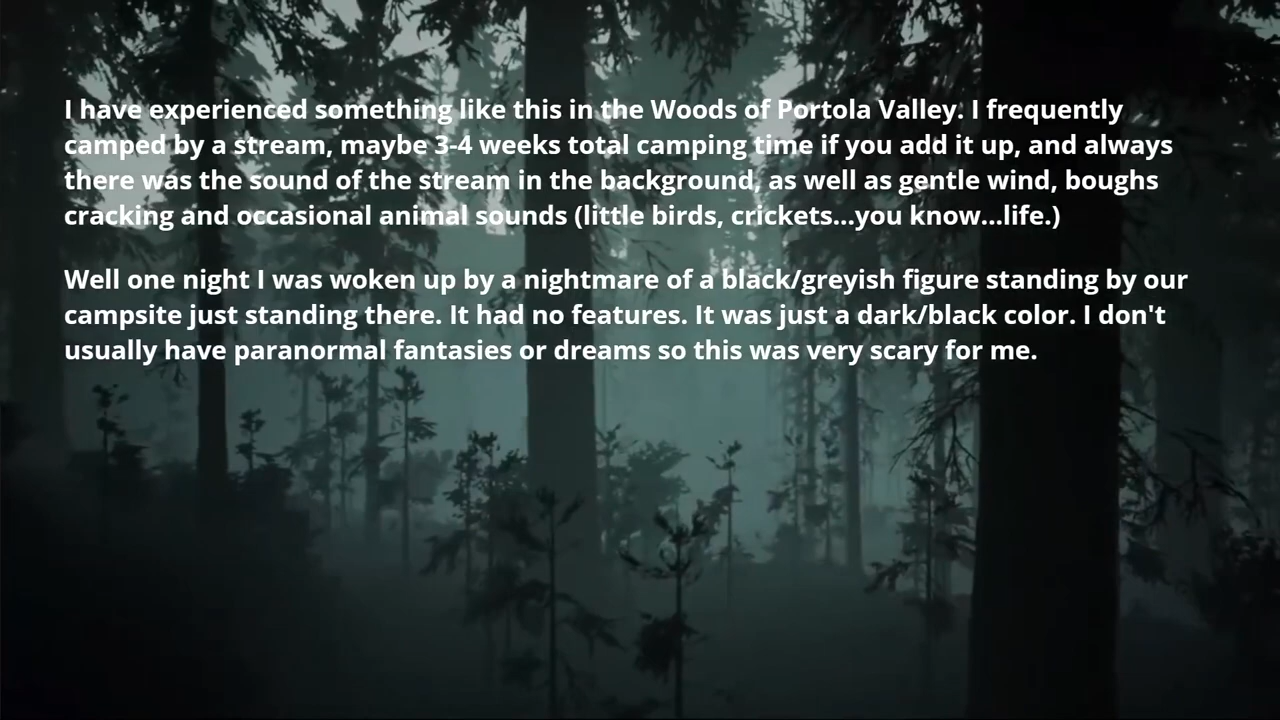 I have experienced something like this in the Woods of Portola Valley. I frequently
camped by a stream, maybe 3-4 weeks total camping time if you add it up, and always
there was the sound of the stream in the background, as well as gentle wind, boughs
cracking and occasional animal sounds (little birds, crickets...you know...life.)
Well one night I was woken up by a nightmare of a black/greyish figure standing by our
campsite just standing there. It had no features. It was just a dark/black color. I don't
usually have paranormal fantasies or dreams so this was very scary for me.